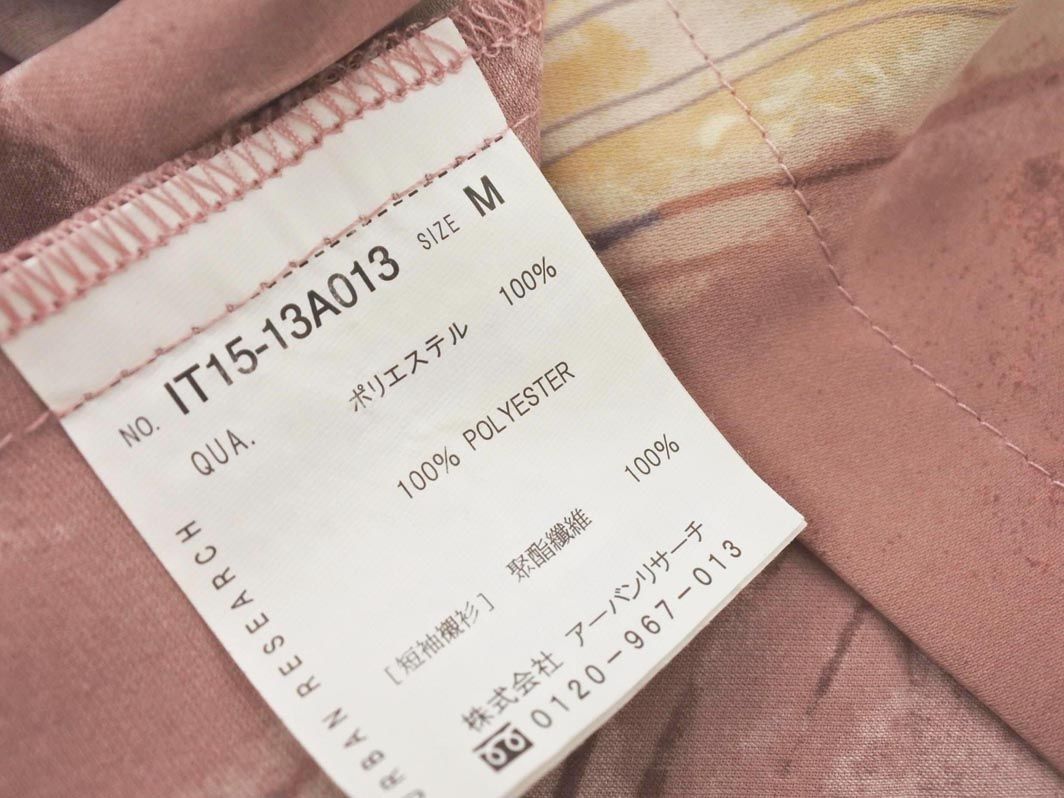 NO. IT15-13A013 SIZE M
QUA.
ポリエステル 100%
100% POLYESTER
聚酯纖維 100%
[短袖襯衫]
株式会社 アーバンリサーチ
0120-967-013
RBAN RESEARCH